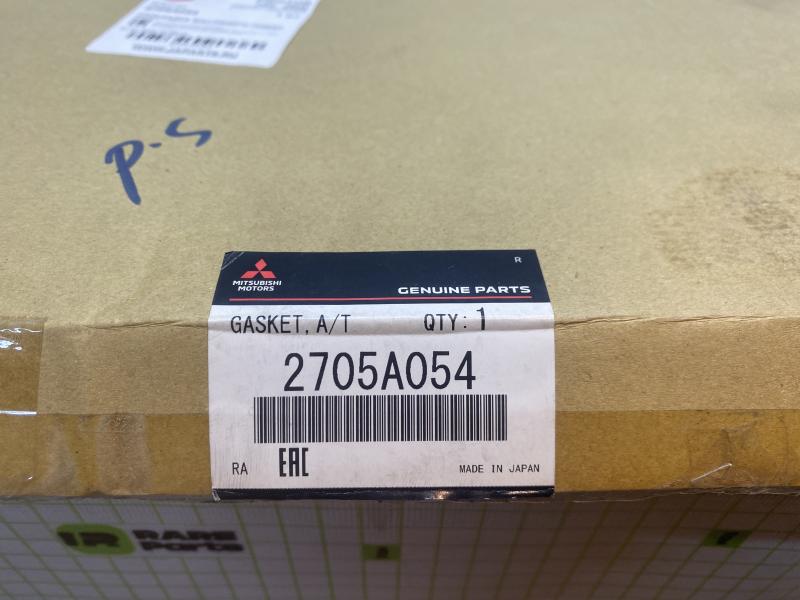 P-S
R
MITSUBISHI
MOTORS
GENUINE PARTS
GASKET, A/T QTY: 1
2705A054
RA EAC MADE IN JAPAN
RARE
Parts